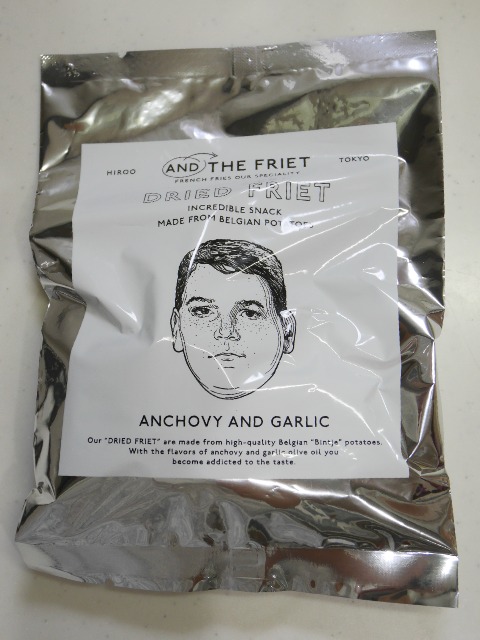 HIROO
AND THE FRIET
TOKYO
FRENCH FRIES OUR SPECIALITY
DRIED FRIET
INCREDIBLE SNACK
MADE FROM BELGIAN POTATOES
ANCHOVY AND GARLIC
Our "DRIED FRIET" are made from high-quality Belgian "Bintje" potatoes.
With the flavors of anchovy and garlic olive oil you
become addicted to the taste.